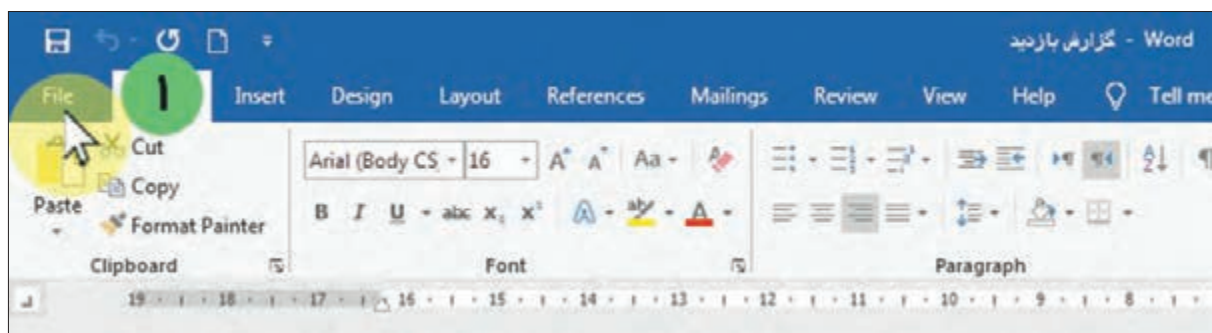 گزارش بازدید - Word
File ۱ Insert Design Layout References Mailings Review View Help Tell me
Cut
Arial (Body CS 16 A A Aa
Copy
Paste
B I U abc X₂ X² A A
Format Painter
Clipboard Font Paragraph
19 18 17 16 15 14 13 12 11 10 9 8